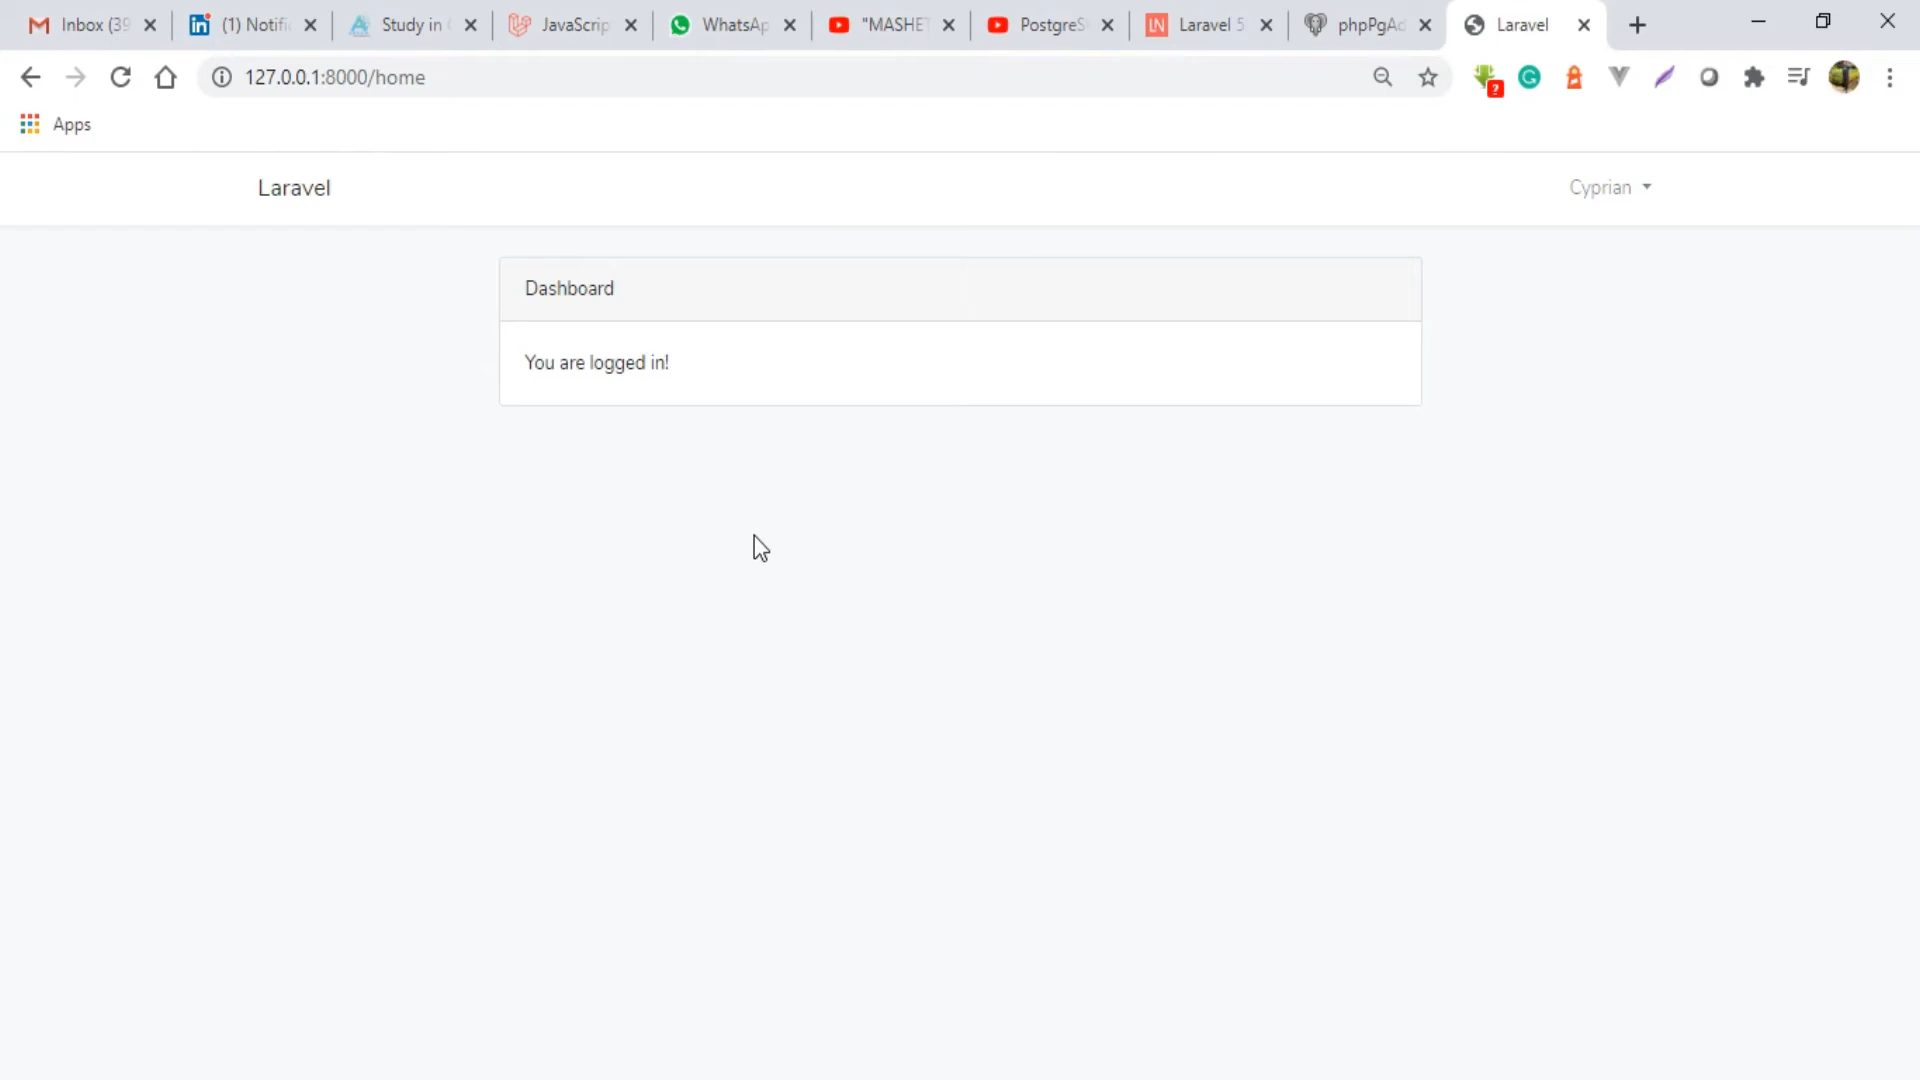 Inbox (39
(1) Notifi
Study in
JavaScrip
WhatsAp
"MASHET
PostgreS
Laravel 5
phpPgAd
Laravel
127.0.0.1:8000/home
Apps
Laravel
Cyprian
Dashboard
You are logged in!